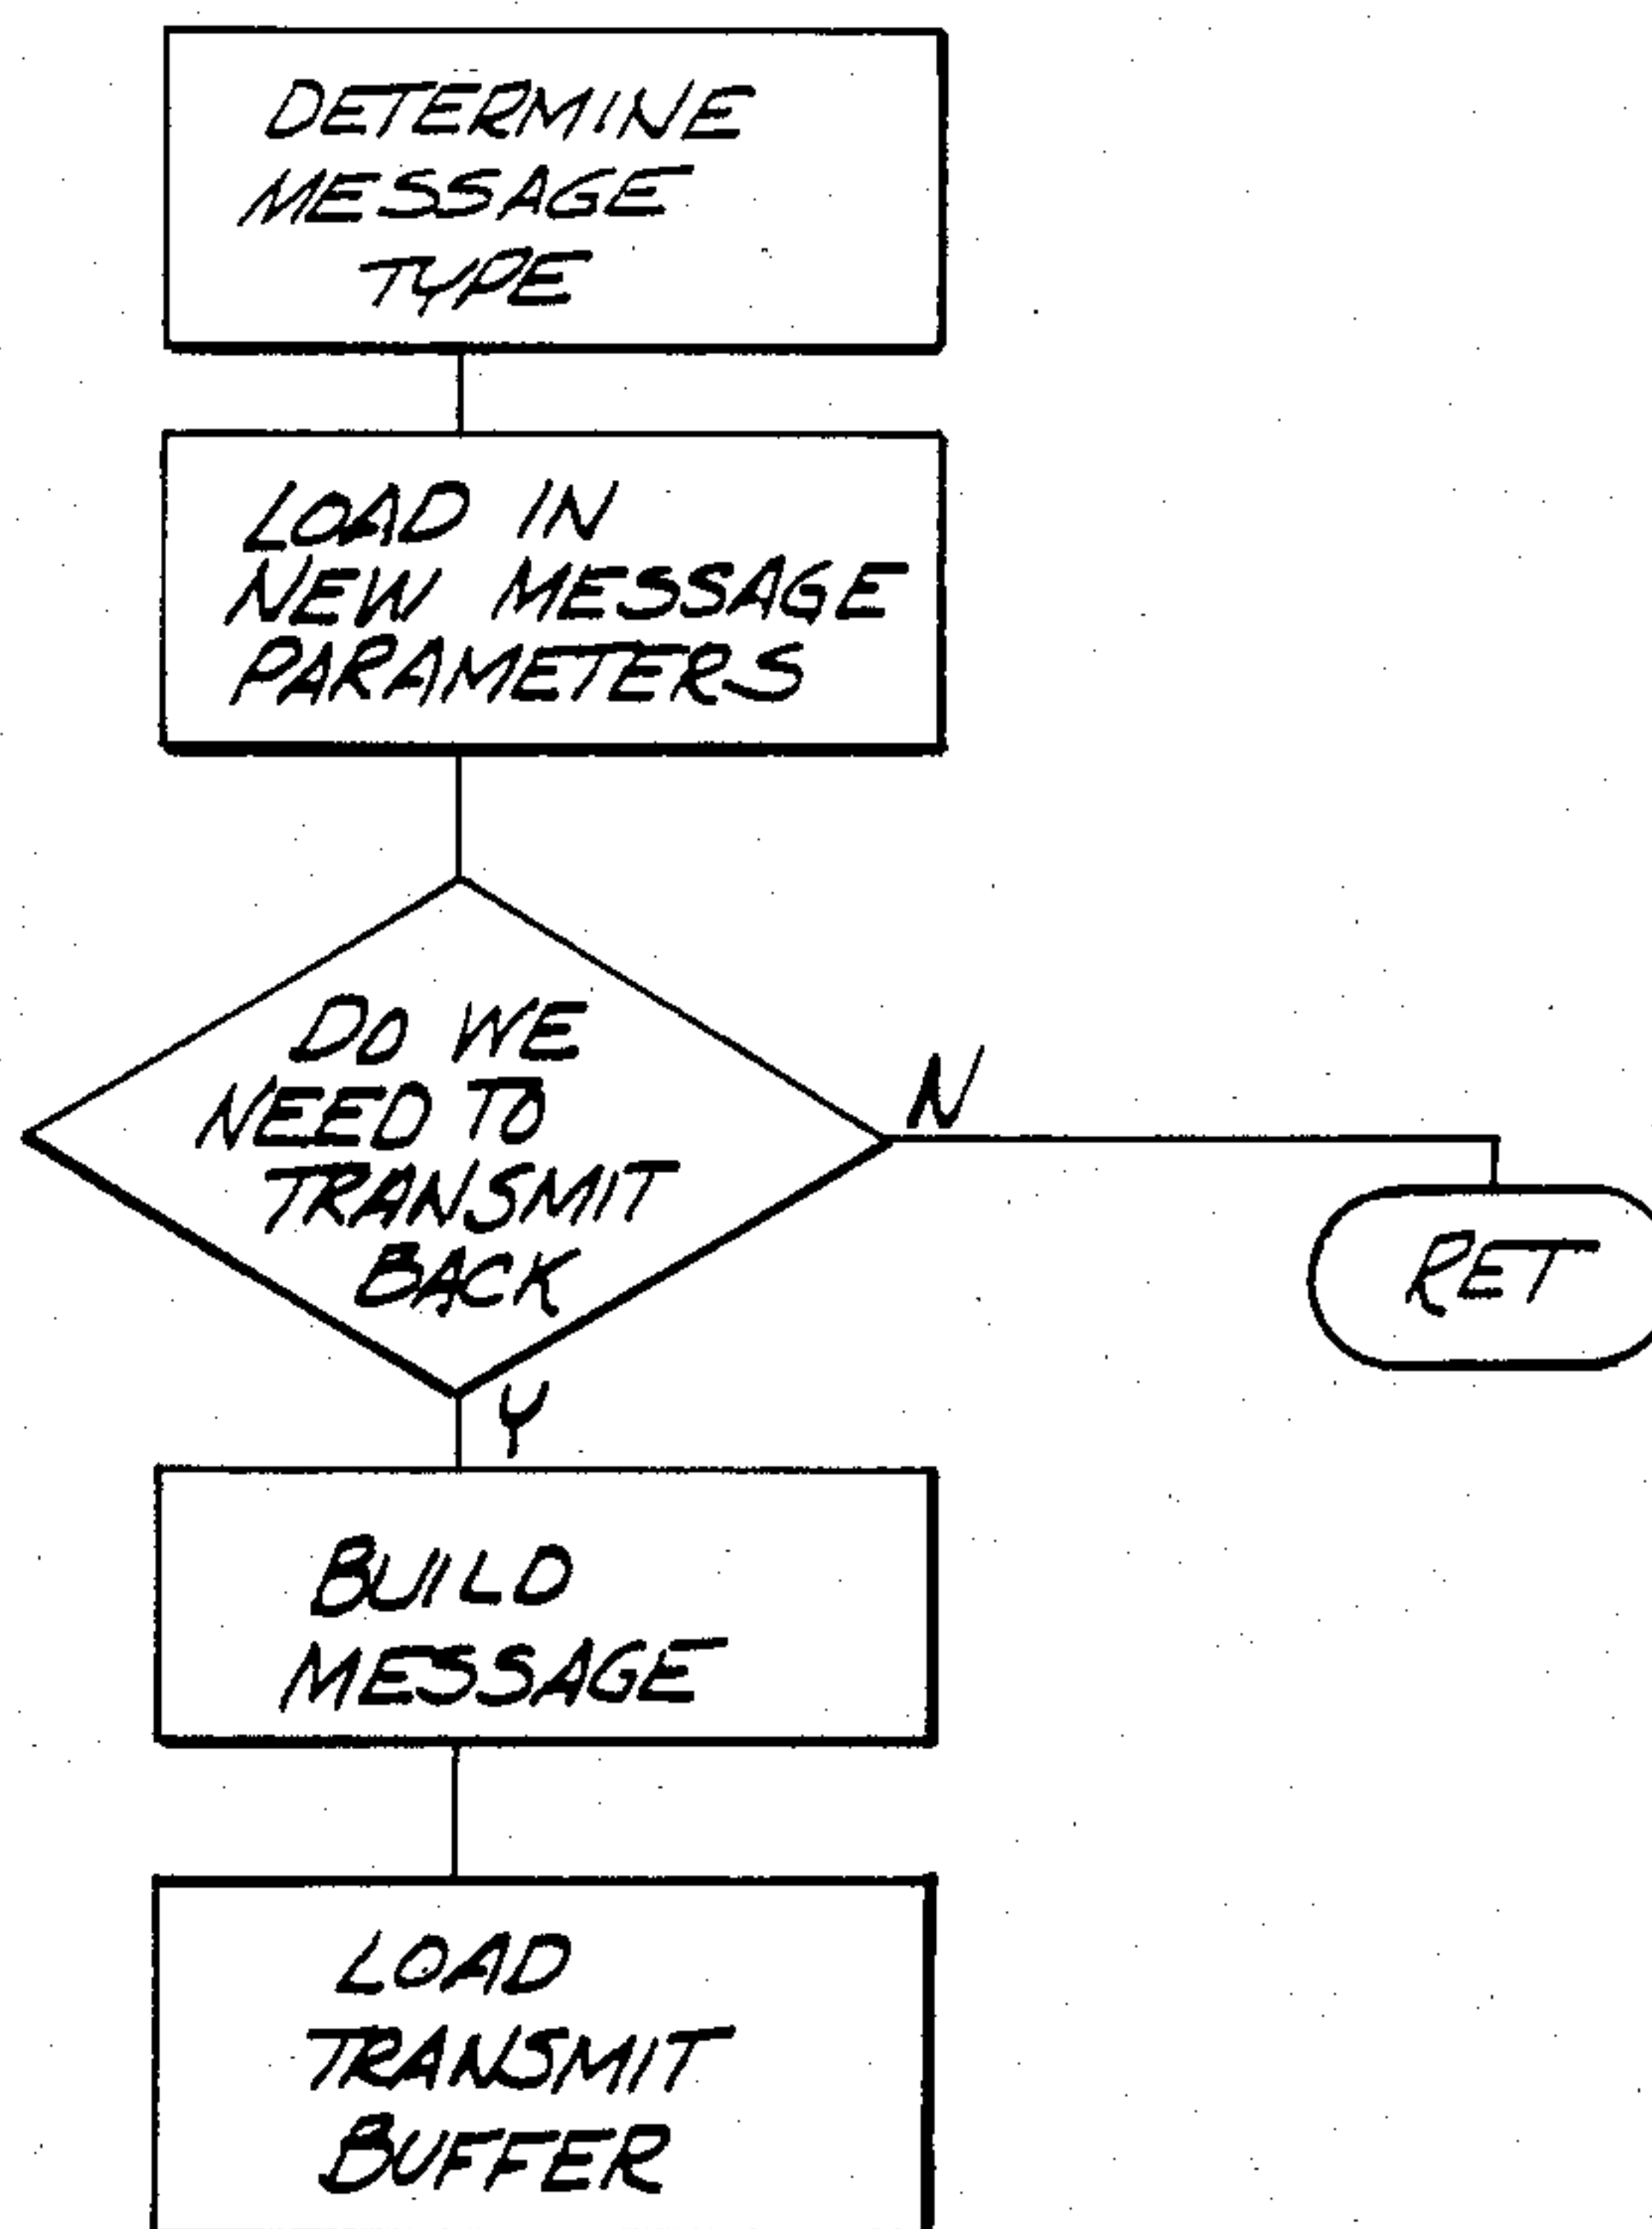 DETERMINE
MESSAGE
TYPE
LOAD IN
NEW MESSAGE
PARAMETERS
DO WE
NEED TO
TRANSMIT
BACK
N
RET
Y
BUILD
MESSAGE
LOAD
TRANSMIT
BUFFER